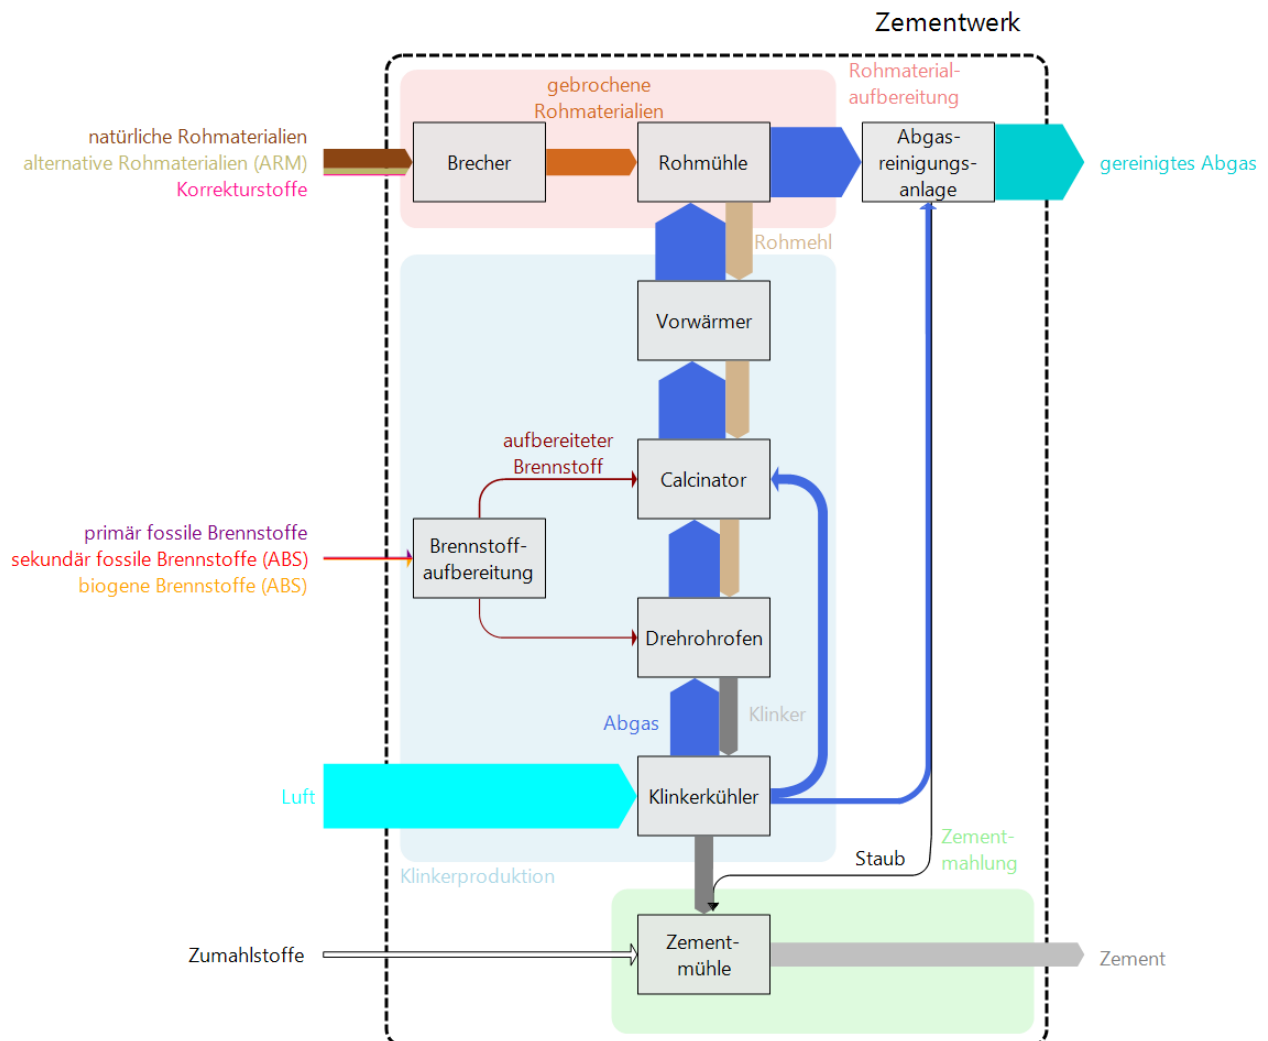 Zementwerk
Rohmaterial-
aufbereitung
gebrochene
Rohmaterialien
natürliche Rohmaterialien
alternative Rohmaterialien (ARM)
Korrekturstoffe
Brecher
Rohmühle
Abgas-
reinigungs-
anlage
gereinigtes Abgas
Rohmehl
Vorwärmer
aufbereiteter
Brennstoff
Calcinator
primär fossile Brennstoffe
sekundär fossile Brennstoffe (ABS)
biogene Brennstoffe (ABS)
Brennstoff-
aufbereitung
Drehrohrofen
Abgas
Klinker
Luft
Klinkerkühler
Klinkerproduktion
Staub
Zement-
mahlung
Zumahlstoffe
Zement-
mühle
Zement